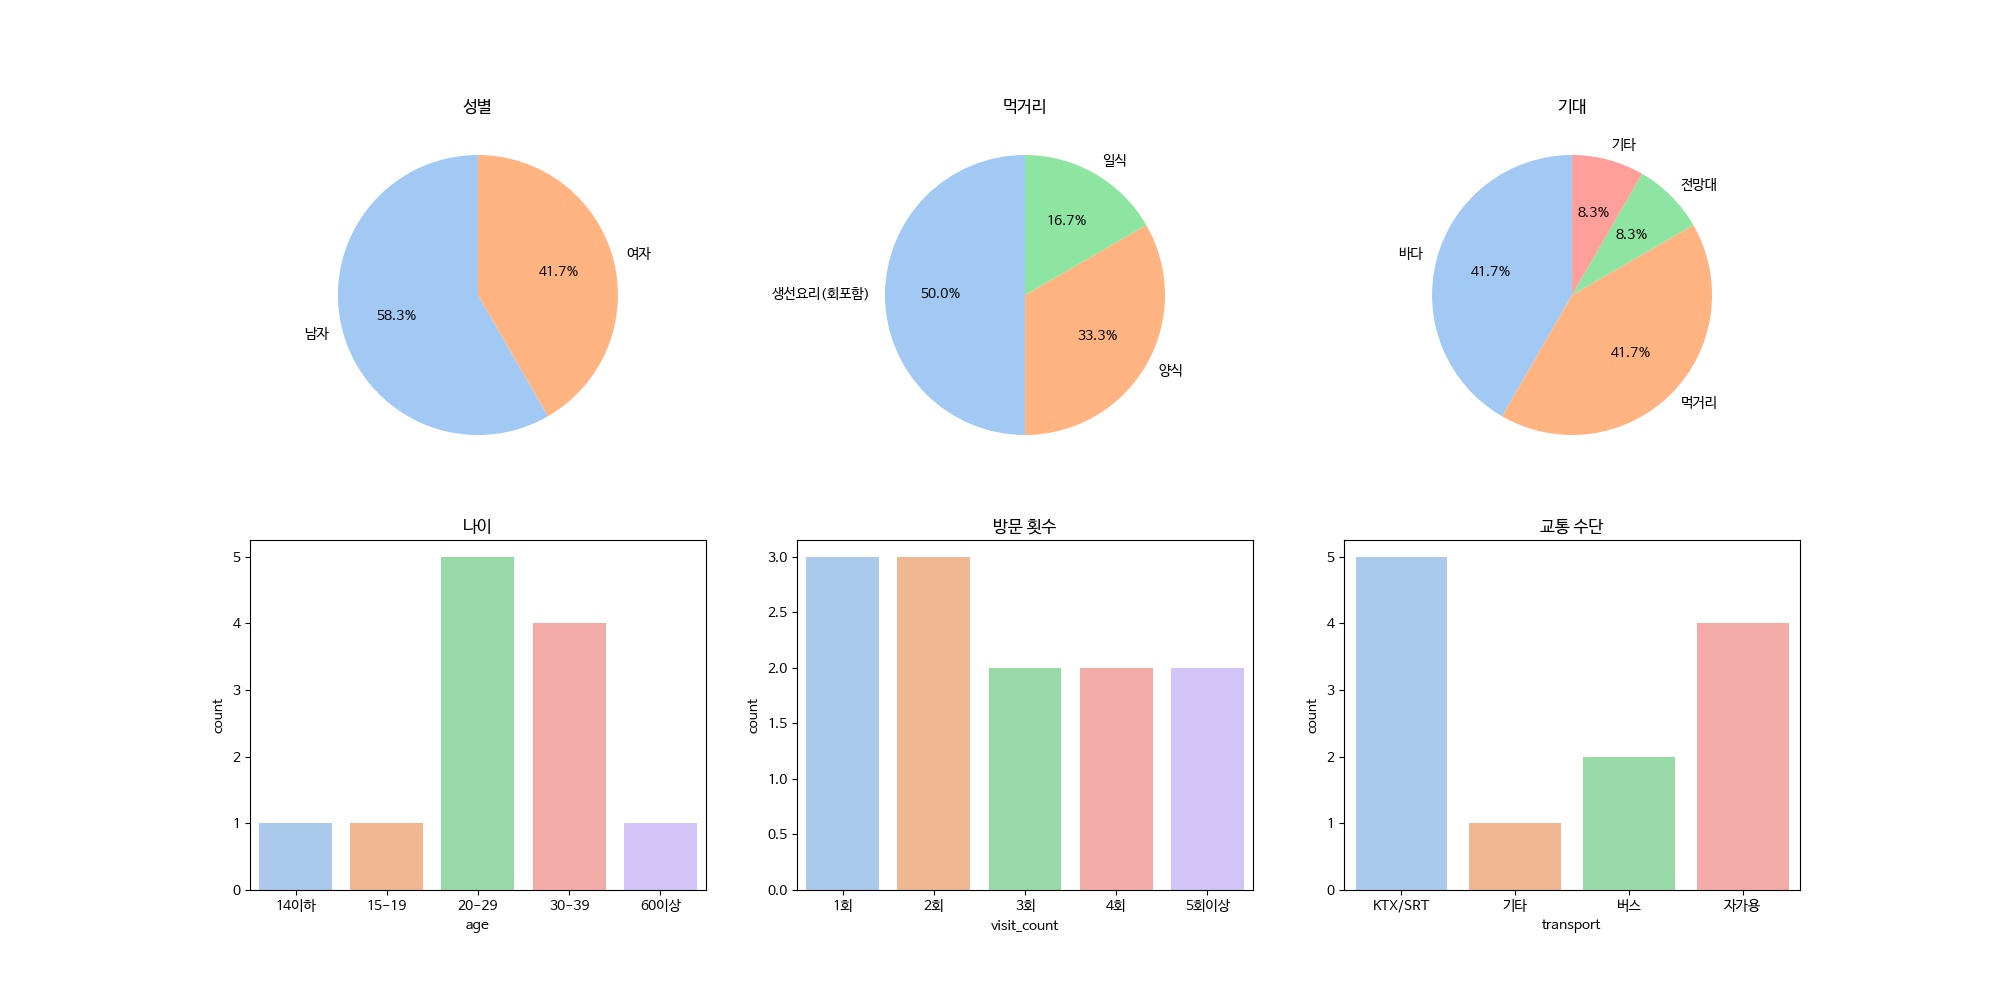 성별
여자
41.7%
58.3%
남자
먹거리
일식
16.7%
생선요리(회포함)
50.0%
33.3%
양식
기대
기타
전망대
8.3%
8.3%
바다
41.7%
41.7%
먹거리
나이
5
4
3
2
1
0
count
14이하
15-19
20-29
30-39
60이상
age
방문 횟수
3.0
2.5
2.0
1.5
1.0
0.5
0.0
count
1회
2회
3회
4회
5회이상
visit_count
교통 수단
5
4
3
2
1
0
count
KTX/SRT
기타
버스
자가용
transport